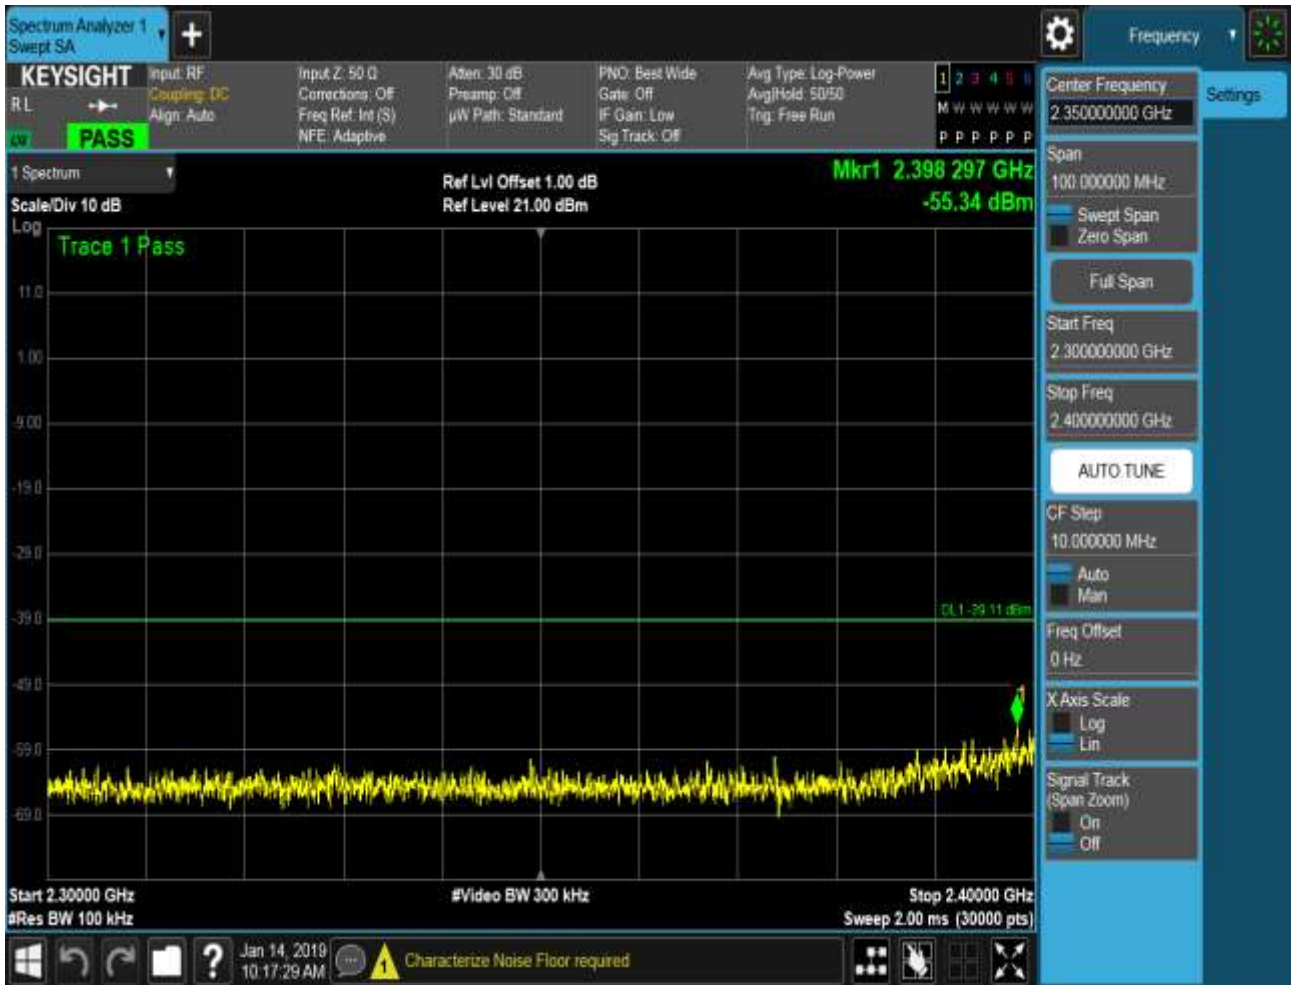 Spectrum Analyzer 1
Swept SA
Frequency
KEYSIGHT
R L
PASS
Input: RF
Coupling: DC
Align: Auto
Input Z: 50 Ω
Corrections: Off
Freq Ref: Int (S)
NFE: Adaptive
Atten: 30 dB
Preamp: Off
µW Path: Standard
PNO: Best Wide
Gate: Off
IF Gain: Low
Sig Track: Off
Avg Type: Log-Power
Avg|Hold: 50/50
Trig: Free Run
1 2 3 4 5 6
M W W W W W
P P P P P P
1 Spectrum
Scale/Div 10 dB
Ref Lvl Offset 1.00 dB
Ref Level 21.00 dBm
Mkr1 2.398 297 GHz
-55.34 dBm
Log
Trace 1 Pass
11.0
1.00
-9.00
-19.0
-29.0
-39.0
DL1 -39.11 dBm
-49.0
1
-59.0
-69.0
Start 2.30000 GHz
#Res BW 100 kHz
#Video BW 300 kHz
Stop 2.40000 GHz
Sweep 2.00 ms (30000 pts)
Center Frequency
2.350000000 GHz
Settings
Span
100.000000 MHz
Swept Span
Zero Span
Full Span
Start Freq
2.300000000 GHz
Stop Freq
2.400000000 GHz
AUTO TUNE
CF Step
10.000000 MHz
Auto
Man
Freq Offset
0 Hz
X Axis Scale
Log
Lin
Signal Track
(Span Zoom)
On
Off
?
Jan 14, 2019
10:17:29 AM
1
Characterize Noise Floor required